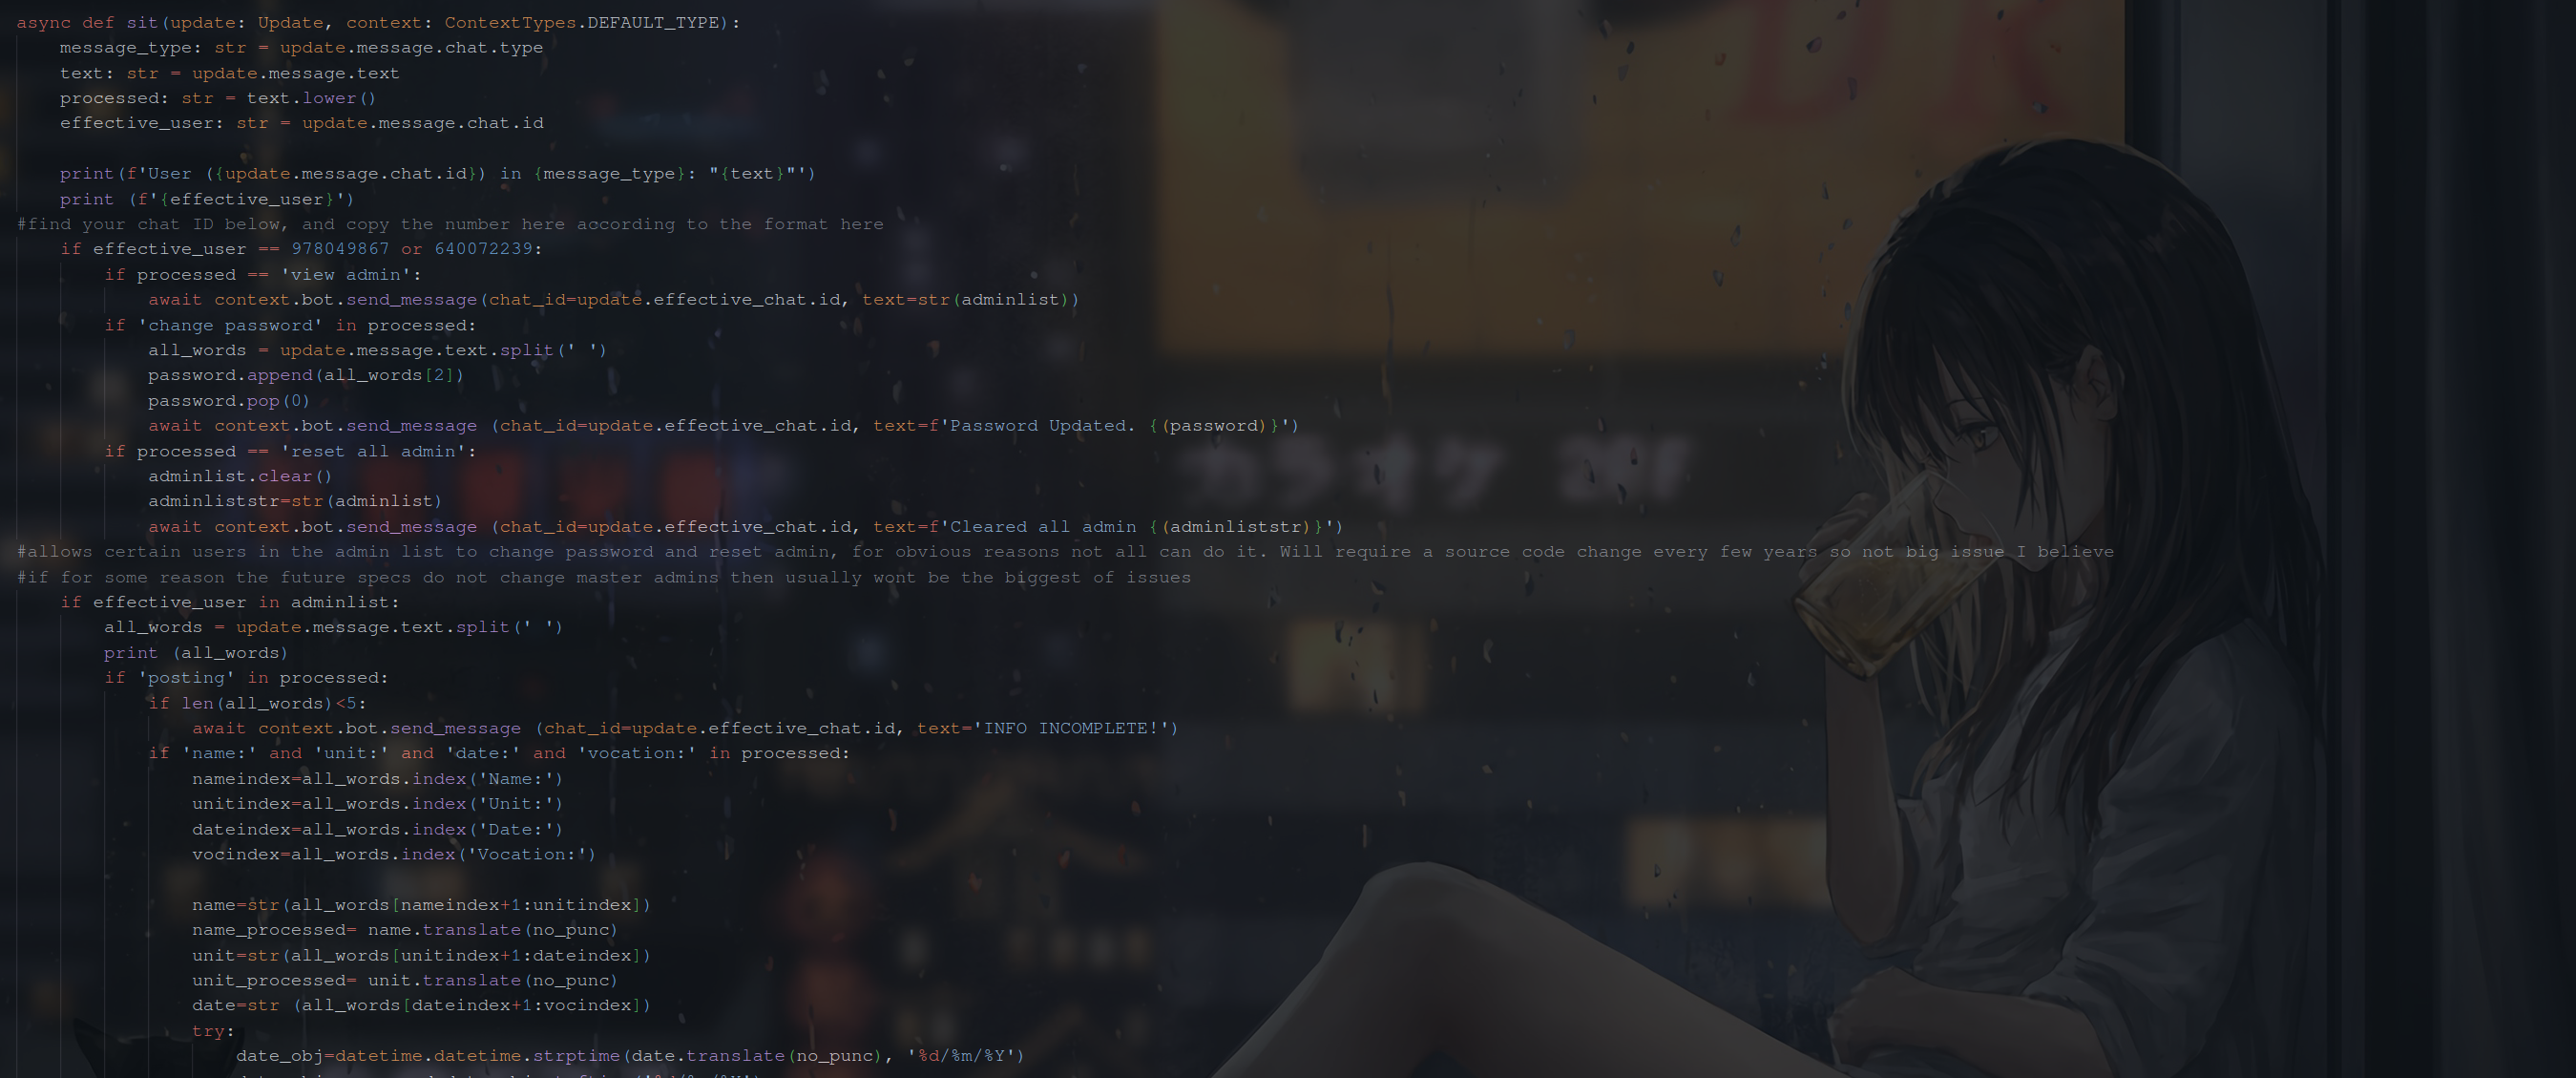 async def sit(update: Update, context: ContextTypes.DEFAULT_TYPE):
    message_type: str = update.message.chat.type
    text: str = update.message.text
    processed: str = text.lower()
    effective_user: str = update.message.chat.id

    print(f'User ({update.message.chat.id}) in {message_type}: "{text}"')
    print (f'{effective_user}')
#find your chat ID below, and copy the number here according to the format here
    if effective_user == 978049867 or 640072239:
        if processed == 'view admin':
            await context.bot.send_message(chat_id=update.effective_chat.id, text=str(adminlist))
        if 'change password' in processed:
            all_words = update.message.text.split(' ')
            password.append(all_words[2])
            password.pop(0)
            await context.bot.send_message (chat_id=update.effective_chat.id, text=f'Password Updated. {(password)}')
        if processed == 'reset all admin':
            adminlist.clear()
            adminliststr=str(adminlist)
            await context.bot.send_message (chat_id=update.effective_chat.id, text=f'Cleared all admin {(adminliststr)}')
#allows certain users in the admin list to change password and reset admin, for obvious reasons not all can do it. Will require a source code change every few years so not big issue I believe
#if for some reason the future specs do not change master admins then usually wont be the biggest of issues
    if effective_user in adminlist:
        all_words = update.message.text.split(' ')
        print (all_words)
        if 'posting' in processed:
            if len(all_words)<5:
                await context.bot.send_message (chat_id=update.effective_chat.id, text='INFO INCOMPLETE!')
            if 'name:' and 'unit:' and 'date:' and 'vocation:' in processed:
                nameindex=all_words.index('Name:')
                unitindex=all_words.index('Unit:')
                dateindex=all_words.index('Date:')
                vocindex=all_words.index('Vocation:')

                name=str(all_words[nameindex+1:unitindex])
                name_processed= name.translate(no_punc)
                unit=str(all_words[unitindex+1:dateindex])
                unit_processed= unit.translate(no_punc)
                date=str (all_words[dateindex+1:vocindex])
                try:
                    date_obj=datetime.datetime.strptime(date.translate(no_punc), '%d/%m/%Y')
カラオケ